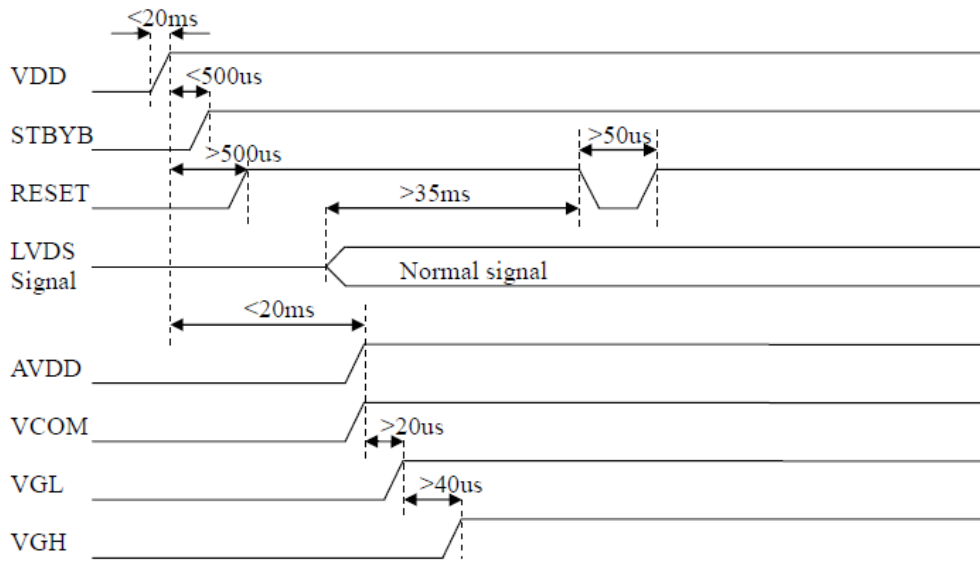 <20ms
VDD
<500us
STBYB
>50us
>500us
RESET
>35ms
LVDS
Signal
Normal signal
<20ms
AVDD
VCOM
>20us
VGL
>40us
VGH